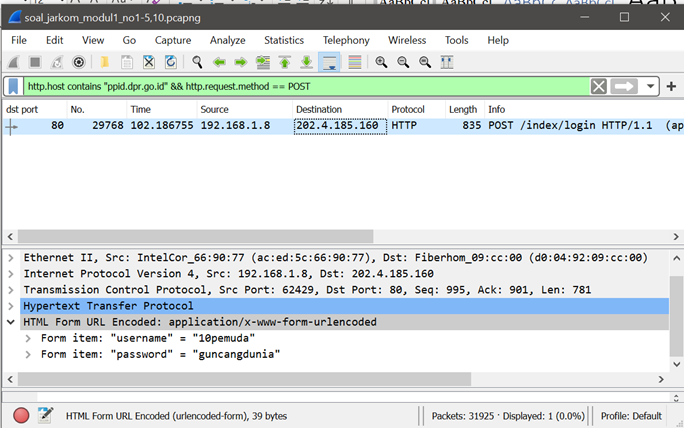 soal_jarkom_modul1_no1-5,10.pcapng
File Edit View Go Capture Analyze Statistics Telephony Wireless Tools Help
http.host contains "ppid.dpr.go.id" && http.request.method == POST
dst port No. Time Source Destination Protocol Length Info
80 29768 102.186755 192.168.1.8 202.4.185.160 HTTP 835 POST /index/login HTTP/1.1 (ap
Ethernet II, Src: IntelCor_66:90:77 (ac:ed:5c:66:90:77), Dst: Fiberhom_09:cc:00 (d0:04:92:09:cc:00)
Internet Protocol Version 4, Src: 192.168.1.8, Dst: 202.4.185.160
Transmission Control Protocol, Src Port: 62429, Dst Port: 80, Seq: 995, Ack: 901, Len: 781
Hypertext Transfer Protocol
HTML Form URL Encoded: application/x-www-form-urlencoded
Form item: "username" = "10pemuda"
Form item: "password" = "guncangdunia"
HTML Form URL Encoded (urlencoded-form), 39 bytes
Packets: 31925 · Displayed: 1 (0.0%)
Profile: Default